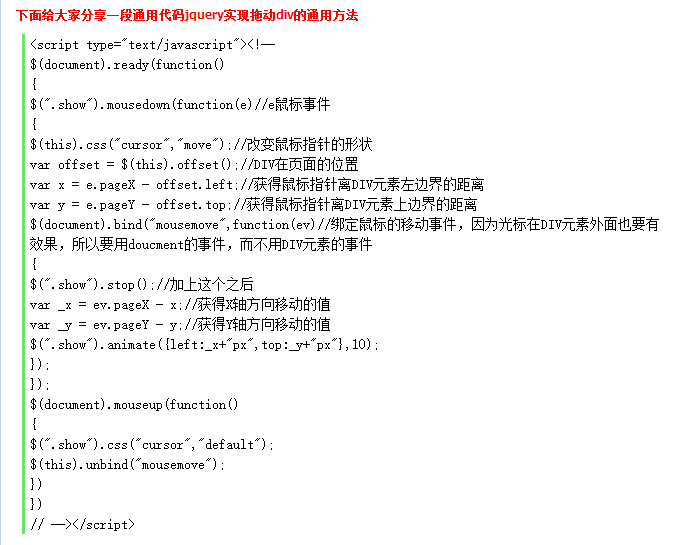 下面给大家分享一段通用代码jquery实现拖动div的通用方法
<script type="text/javascript"><!--
$(document).ready(function()
{
$(".show").mousedown(function(e)//e鼠标事件
{
$(this).css("cursor","move");//改变鼠标指针的形状
var offset = $(this).offset();//DIV在页面的位置
var x = e.pageX - offset.left;//获得鼠标指针离DIV元素左边界的距离
var y = e.pageY - offset.top;//获得鼠标指针离DIV元素上边界的距离
$(document).bind("mousemove",function(ev)//绑定鼠标的移动事件，因为光标在DIV元素外面也要有
效果，所以要用doucment的事件，而不用DIV元素的事件
{
$(".show").stop();//加上这个之后
var _x = ev.pageX - x;//获得X轴方向移动的值
var _y = ev.pageY - y;//获得Y轴方向移动的值
$(".show").animate({left:_x+"px",top:_y+"px"},10);
});
});
$(document).mouseup(function()
{
$(".show").css("cursor","default");
$(this).unbind("mousemove");
})
})
// --></script>